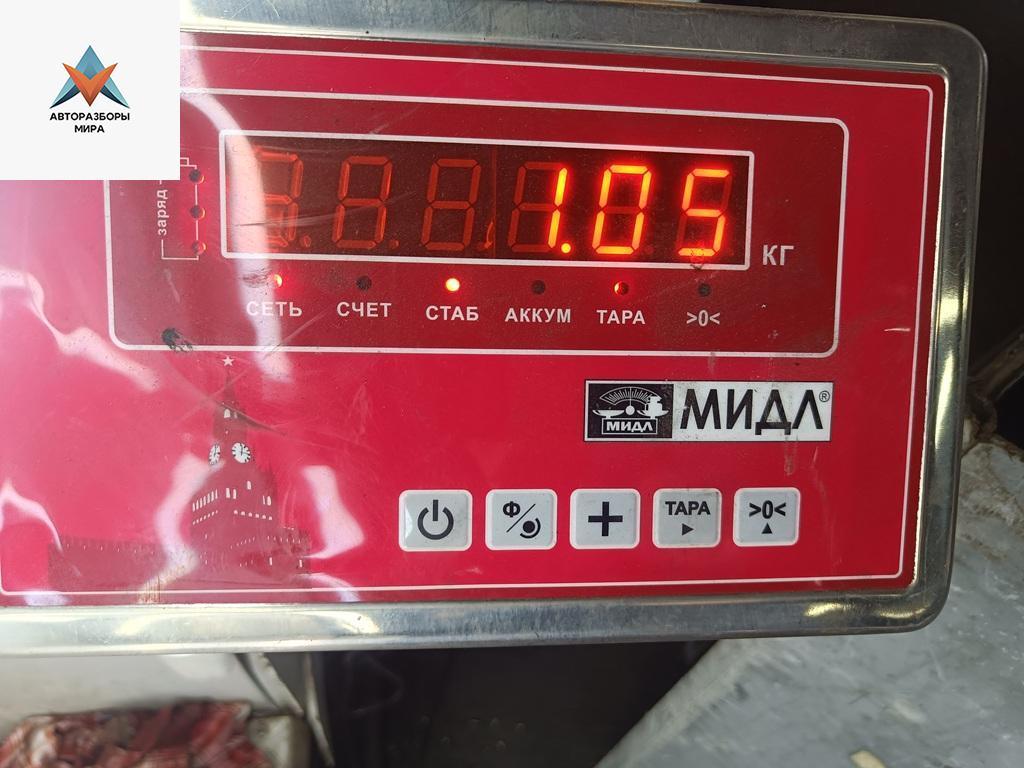 АВТОРАЗБОРЫ
МИРА
заряд
1.05
КГ
СЕТЬ СЧЕТ СТАБ АККУМ ТАРА >0<
МИДЛ МИДЛ®
Ф
+
ТАРА
>0<